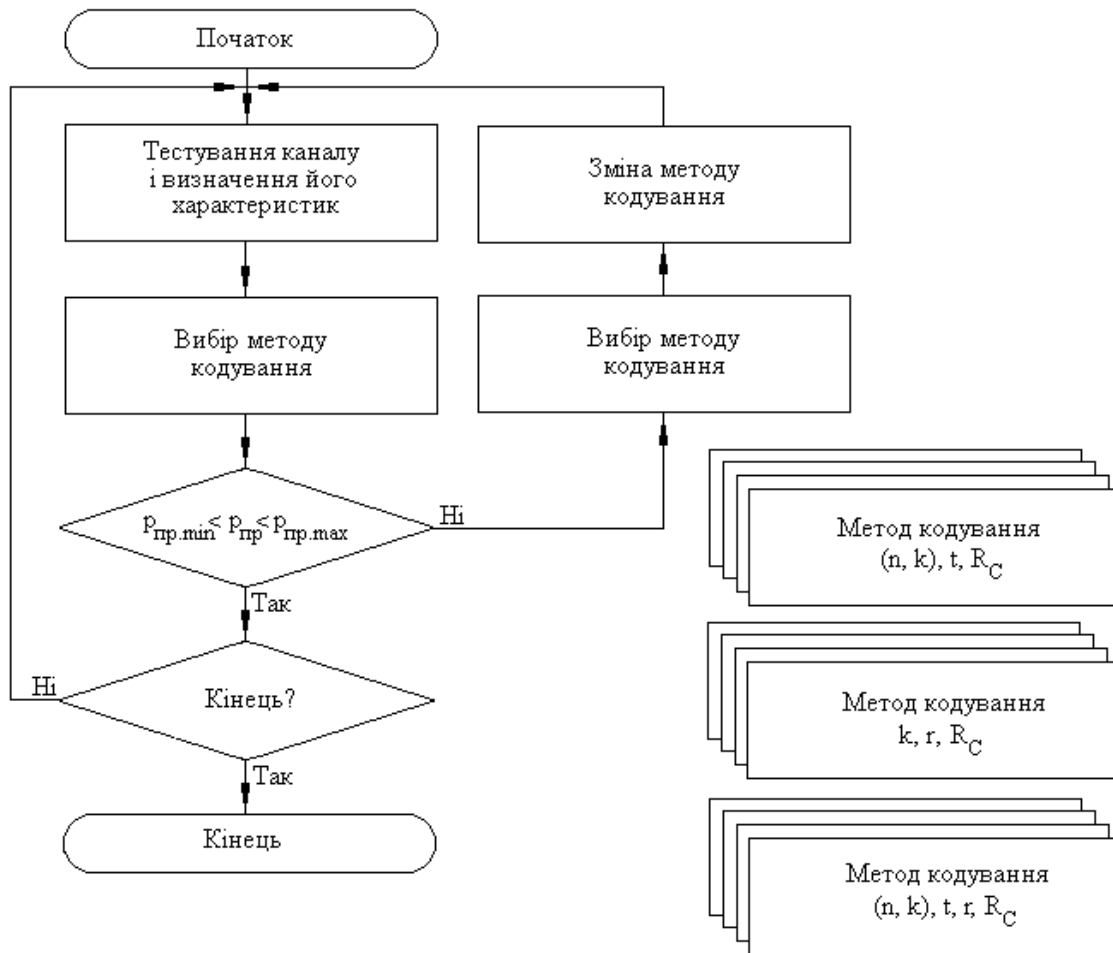 Початок
Тестування каналу
і визначення його
характеристик
Зміна методу
кодування
Вибір методу
кодування
Вибір методу
кодування
pпр.min< pпр< pпр.max
Ні
Так
Ні
Кінець?
Так
Кінець
Метод кодування
(n, k), t, RC
Метод кодування
k, r, RC
Метод кодування
(n, k), t, r, RC